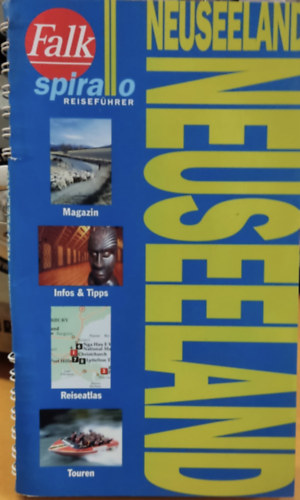 Falk
spirallo
REISEFÜHRER
NEUSEELAND
NEUSEELAND
Magazin
Infos & Tipps
Reiseatlas
Touren